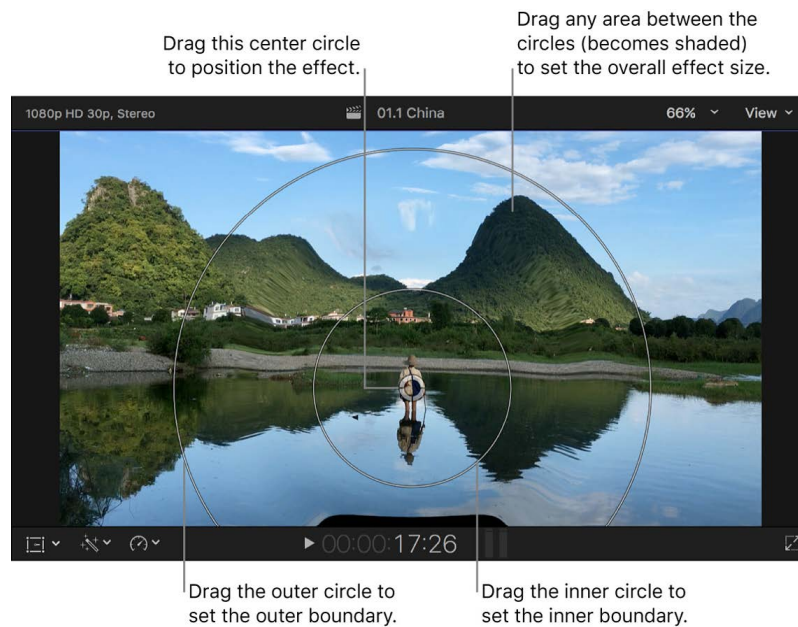 Drag any area between the
circles (becomes shaded)
to set the overall effect size.
Drag this center circle
to position the effect.
1080p HD 30p, Stereo
01.1 China
66%
View
00:00:17:26
Drag the outer circle to
set the outer boundary.
Drag the inner circle to
set the inner boundary.